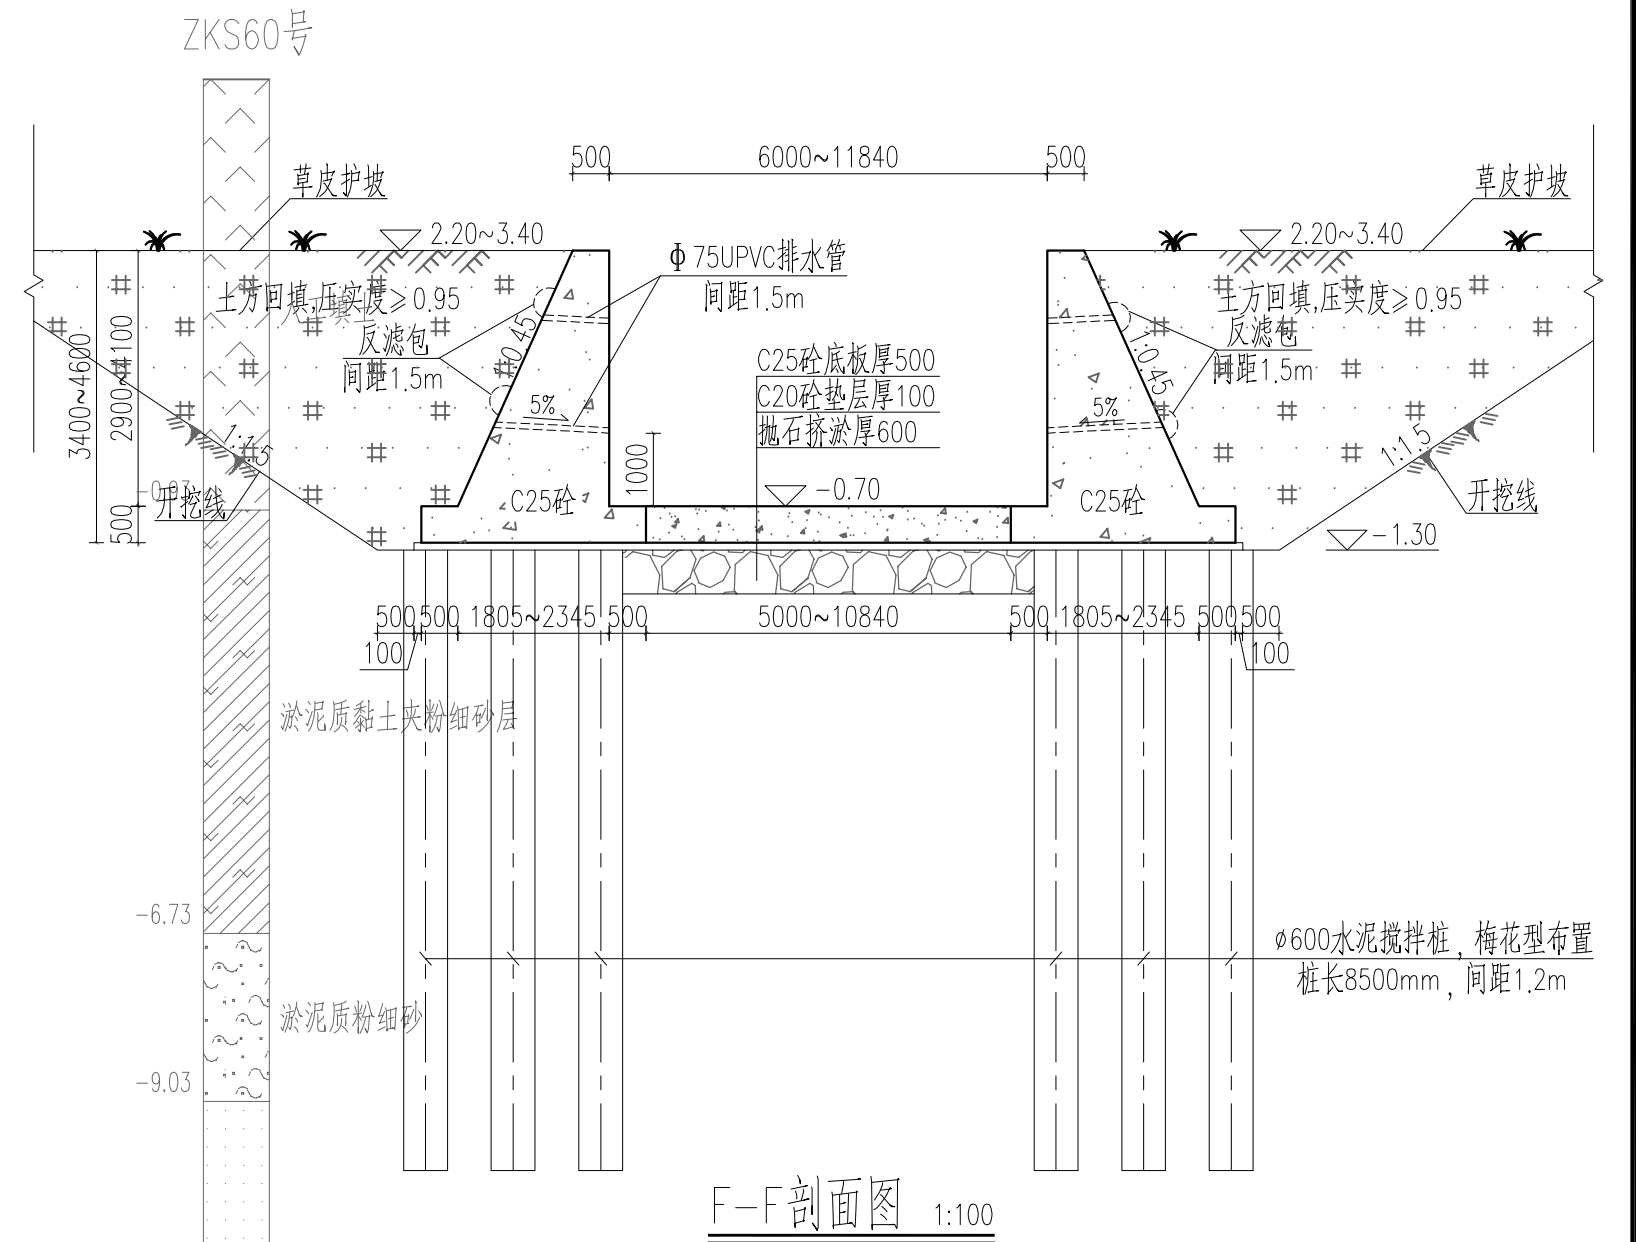 ZKS60号
500
6000~11840
500
草皮护坡
草皮护坡
2.20~3.40
2.20~3.40
Φ75UPVC排水管
间距1.5m
土方回填,压实度≥0.95
土方回填,压实度≥0.95
反滤包
间距1.5m
反滤包
间距1.5m
1:0.45
1:0.45
C25砼底板厚500
C20砼垫层厚100
抛石挤淤厚600
3400~4600
2900~4100
500
5%
5%
1000
1:1.5
1:1.5
-0.70
C25砼
C25砼
开挖线
开挖线
-1.30
500
500
1805~2345
500
5000~10840
500
1805~2345
500
500
100
100
淤泥质黏土夹粉细砂层
-6.73
φ600水泥搅拌桩，梅花型布置
桩长8500mm，间距1.2m
淤泥质粉细砂
-9.03
F-F剖面图 1:100